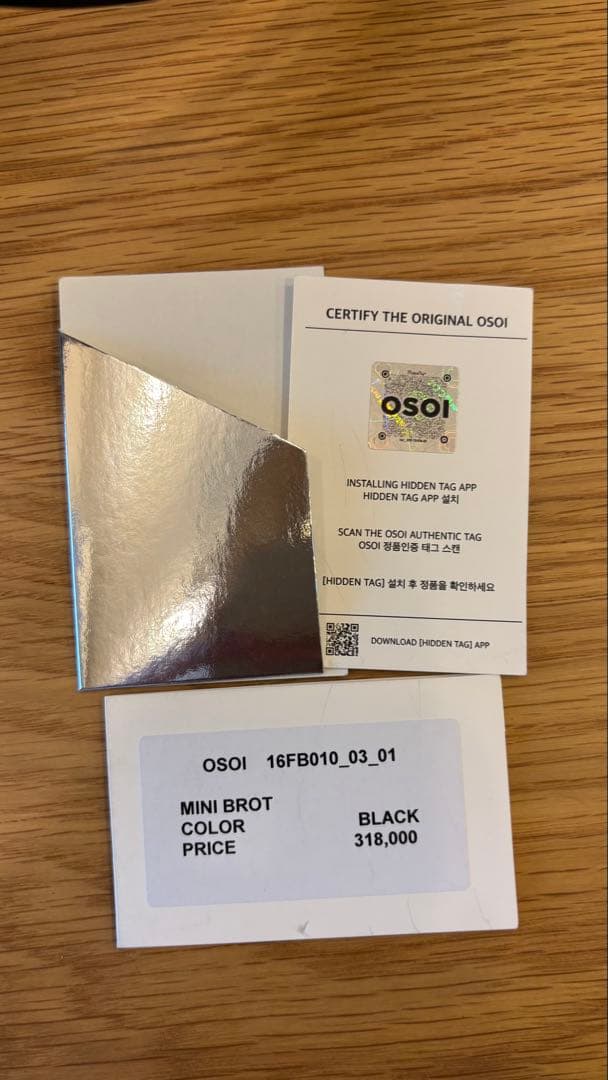 CERTIFY THE ORIGINAL OSOI
OSOI
INSTALLING HIDDEN TAG APP
HIDDEN TAG APP 설치
SCAN THE OSOI AUTHENTIC TAG
OSOI 정품인증 태그 스캔
[HIDDEN TAG] 설치 후 정품을 확인하세요
DOWNLOAD [HIDDEN TAG] APP
OSOI 16FB010_03_01
MINI BROT
COLOR BLACK
PRICE 318,000